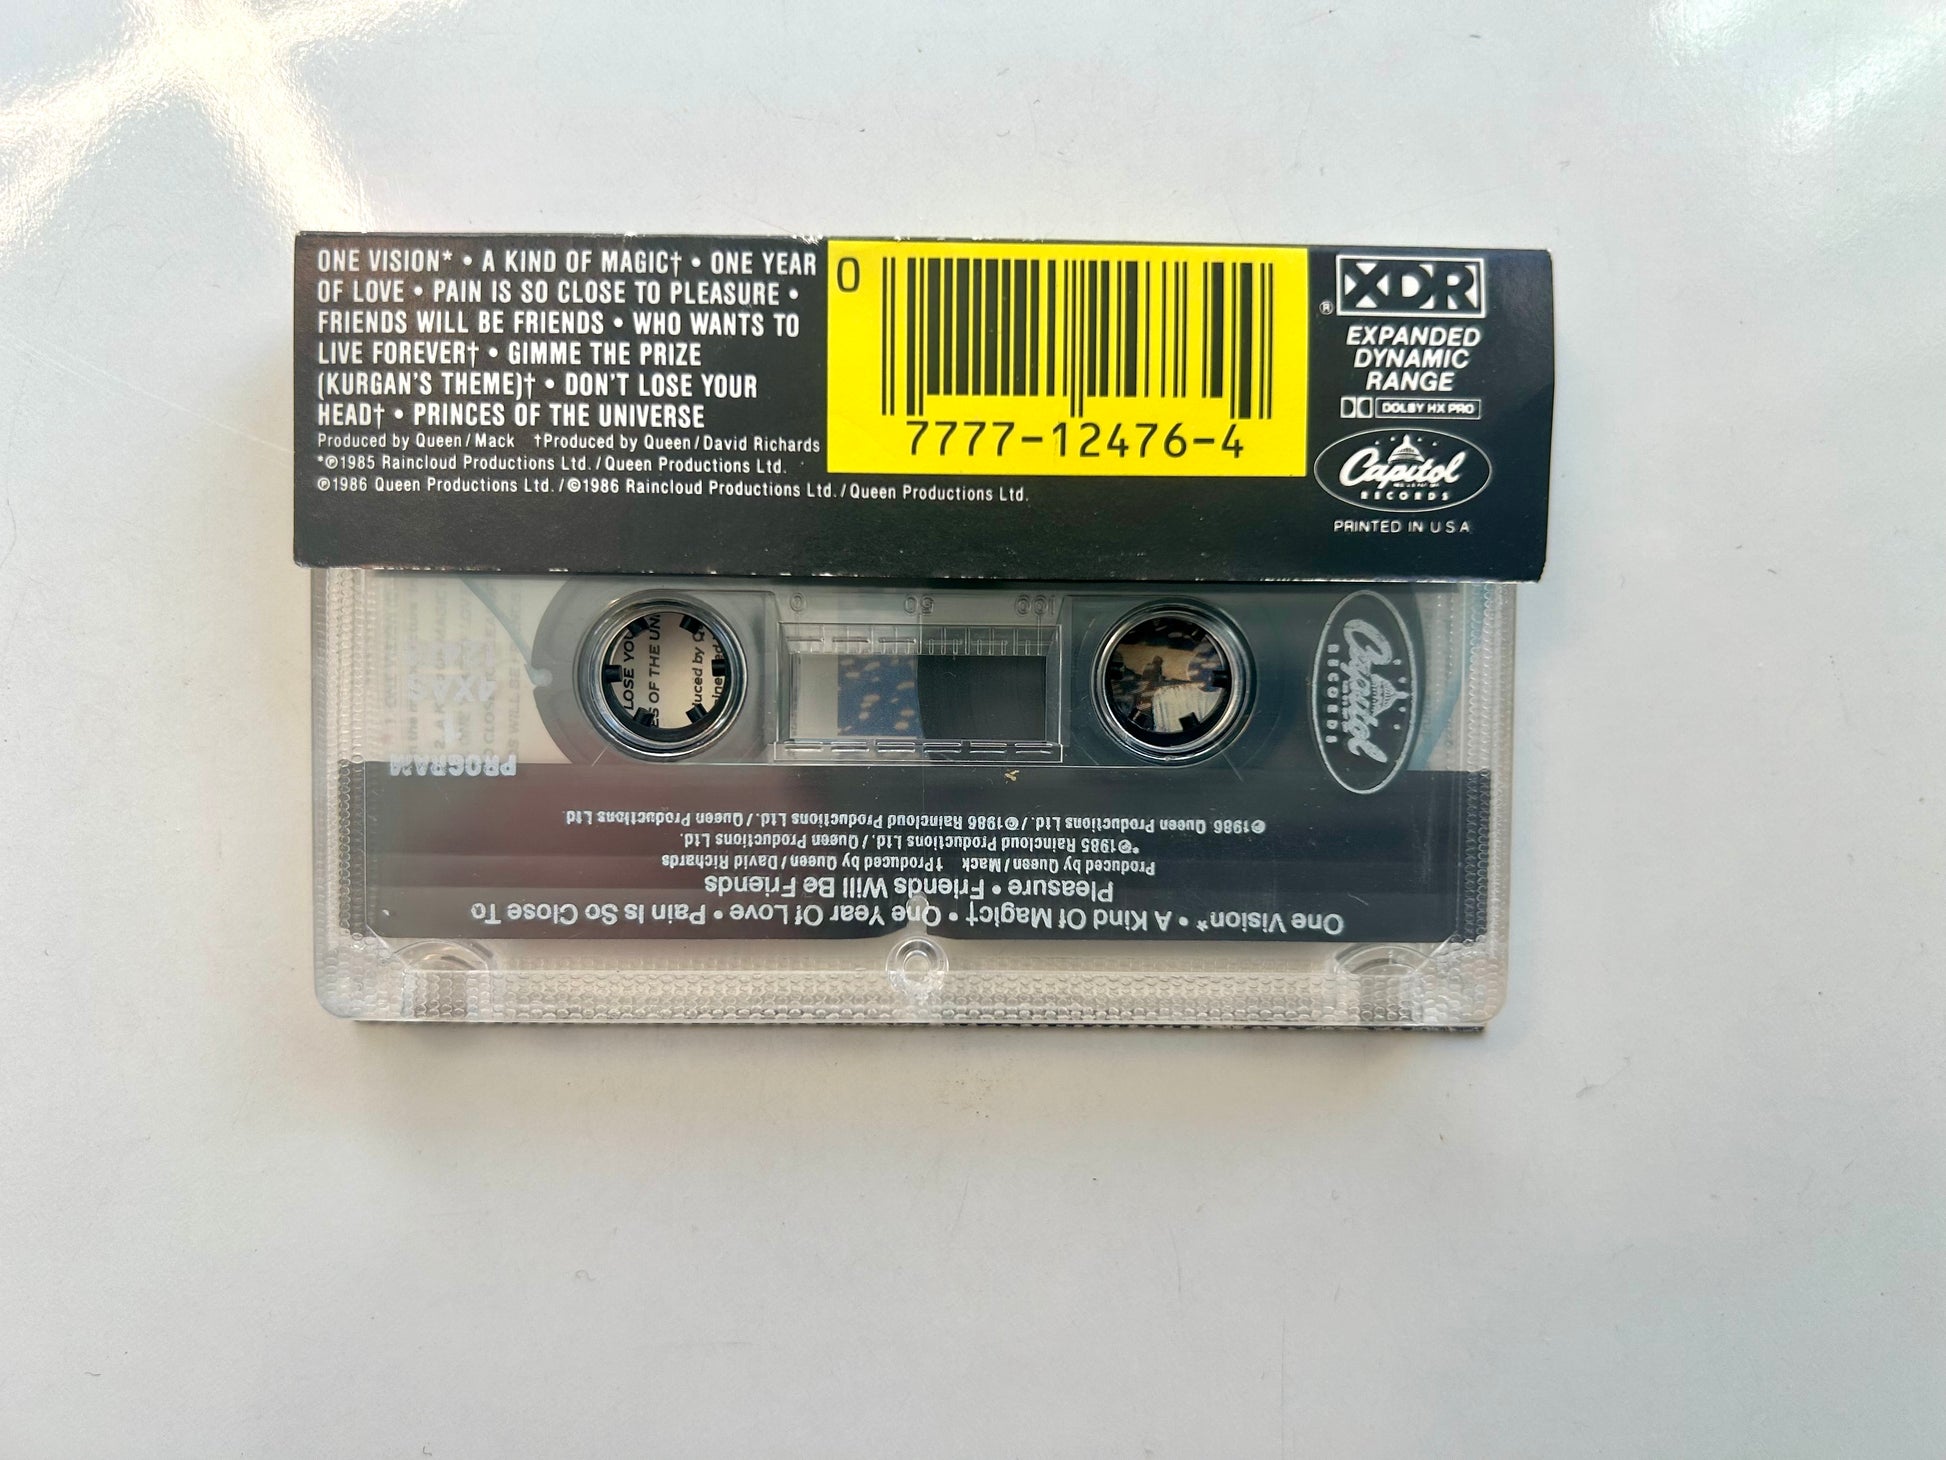 ONE VISION* • A KIND OF MAGIC† • ONE YEAR
OF LOVE • PAIN IS SO CLOSE TO PLEASURE •
FRIENDS WILL BE FRIENDS • WHO WANTS TO
LIVE FOREVER† • GIMME THE PRIZE
(KURGAN'S THEME)† • DON'T LOSE YOUR
HEAD† • PRINCES OF THE UNIVERSE
Produced by Queen/Mack †Produced by Queen/David Richards
*℗1985 Raincloud Productions Ltd./Queen Productions Ltd.
℗1986 Queen Productions Ltd./©1986 Raincloud Productions Ltd./Queen Productions Ltd.
0
7777-12476-4
XDR
®
EXPANDED
DYNAMIC
RANGE
DOLBY HX PRO
Capitol
RECORDS
PRINTED IN U S A
0 50 100
LOSE YOU
OF THE UN
Capitol
RECORDS
PROGRAM
One Vision* • A Kind Of Magic† • One Year Of Love • Pain Is So Close To
Pleasure • Friends Will Be Friends
Produced by Queen/Mack †Produced by Queen/David Richards
*℗1985 Raincloud Productions Ltd./Queen Productions Ltd.
℗1986 Queen Productions Ltd./©1986 Raincloud Productions Ltd./Queen Productions Ltd